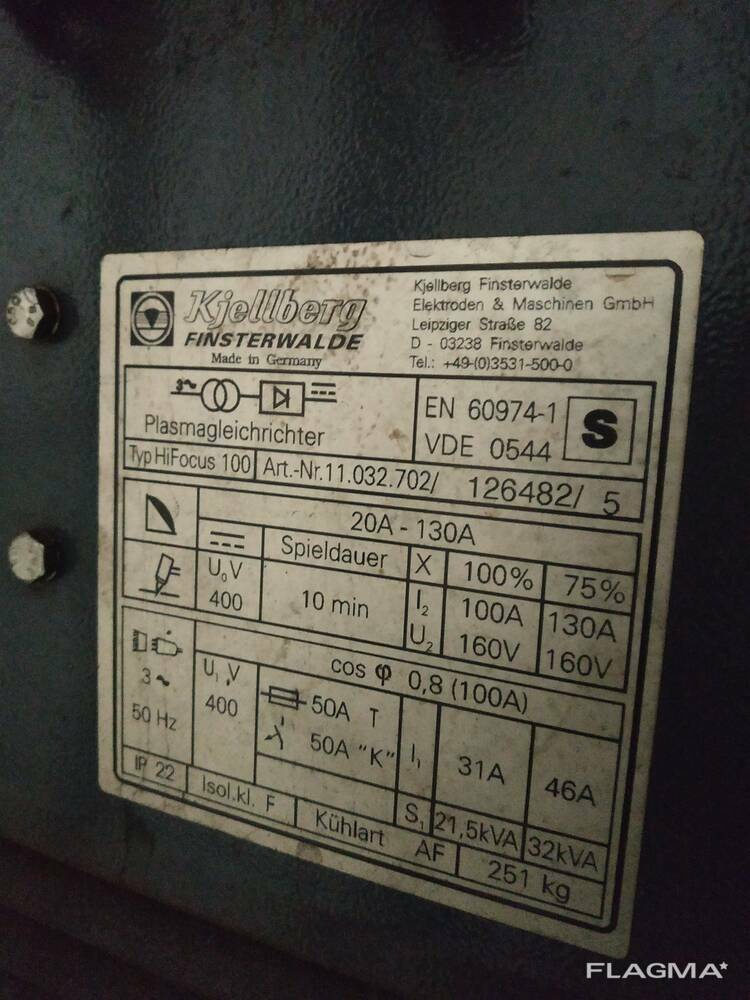 Kjellberg
FINSTERWALDE
Made in Germany
Kjellberg Finsterwalde
Elektroden & Maschinen GmbH
Leipziger Straße 82
D - 03238 Finsterwalde
Tel.: +49-(0)3531-500-0
3~
Plasmagleichrichter
EN 60974-1
VDE 0544
S
Typ HiFocus 100
Art.-Nr.11.032.702/ 126482/ 5
20A - 130A
U₀V
400
Spieldauer
10 min
X 100% 75%
I₂ 100A 130A
U₂ 160V 160V
cos φ 0,8 (100A)
3~
50 Hz
U₁,V
400
50A T
50A "K"
I₁ 31A 46A
S₁ 21,5kVA 32kVA
IP 22
Isol.kl. F
Kühlart AF
251 kg
FLAGMA